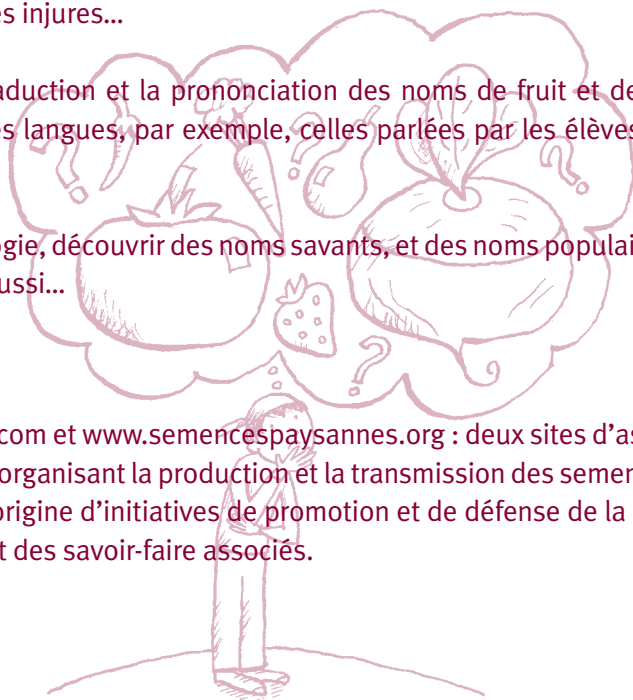 es injures...
aduction et la prononciation des noms de fruit et de
es langues, par exemple, celles parlées par les élèves
ogie, découvrir des noms savants, et des noms populai
ussi...
.com et www.semencespaysannes.org : deux sites d’as
organisant la production et la transmission des semen
origine d’initiatives de promotion et de défense de la
t des savoir-faire associés.